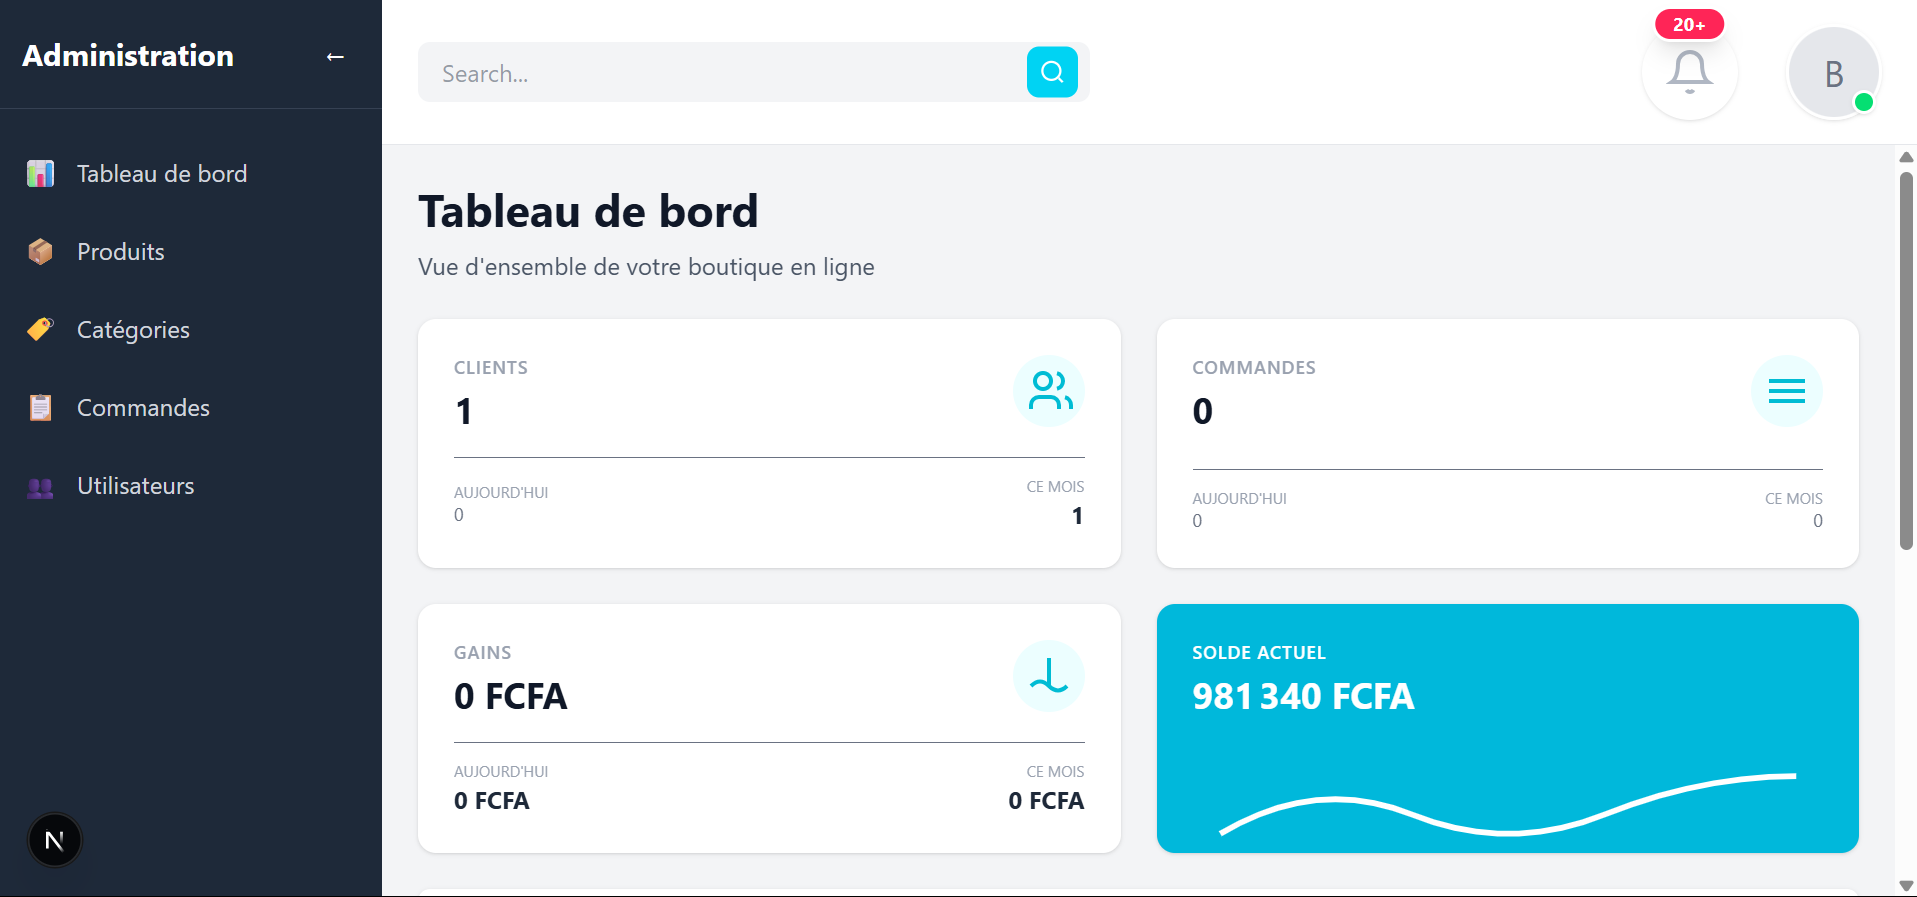 Administration
←
Search...
20+
B
Tableau de bord
Produits
Catégories
Commandes
Utilisateurs
N
Tableau de bord
Vue d'ensemble de votre boutique en ligne
CLIENTS
1
AUJOURD'HUI
0
CE MOIS
1
COMMANDES
0
AUJOURD'HUI
0
CE MOIS
0
GAINS
0 FCFA
AUJOURD'HUI
0 FCFA
CE MOIS
0 FCFA
SOLDE ACTUEL
981 340 FCFA